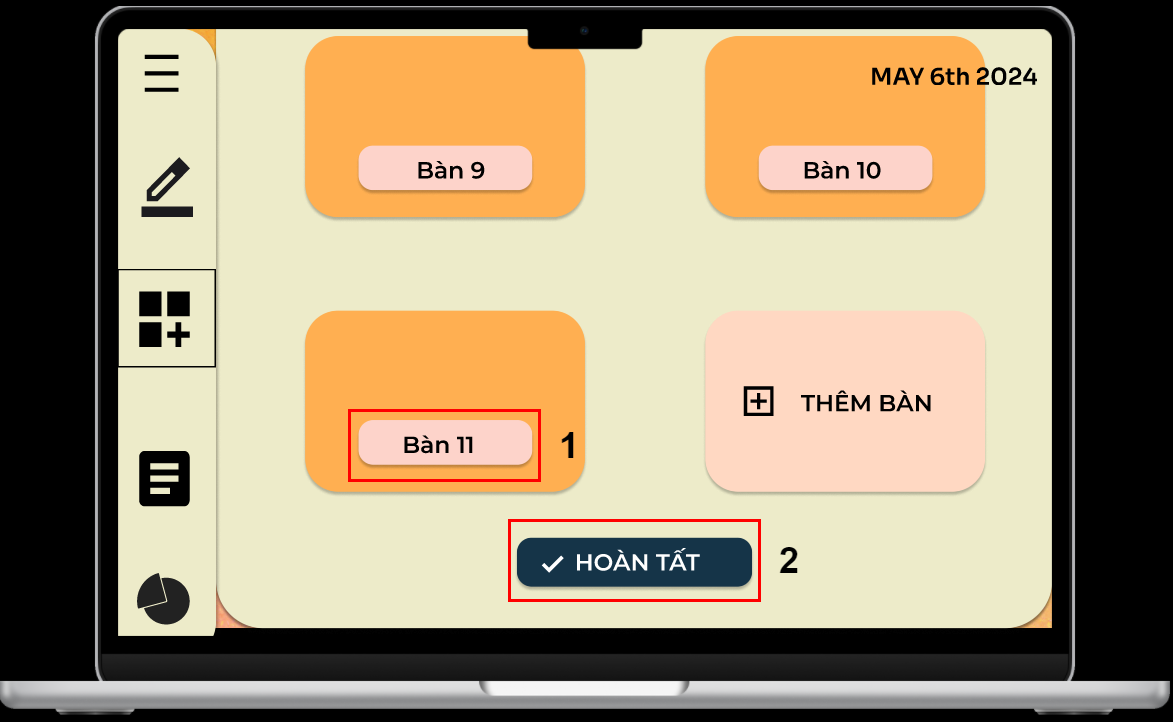 MAY 6th 2024
Bàn 9
Bàn 10
Bàn 11
1
THÊM BÀN
HOÀN TẤT
2